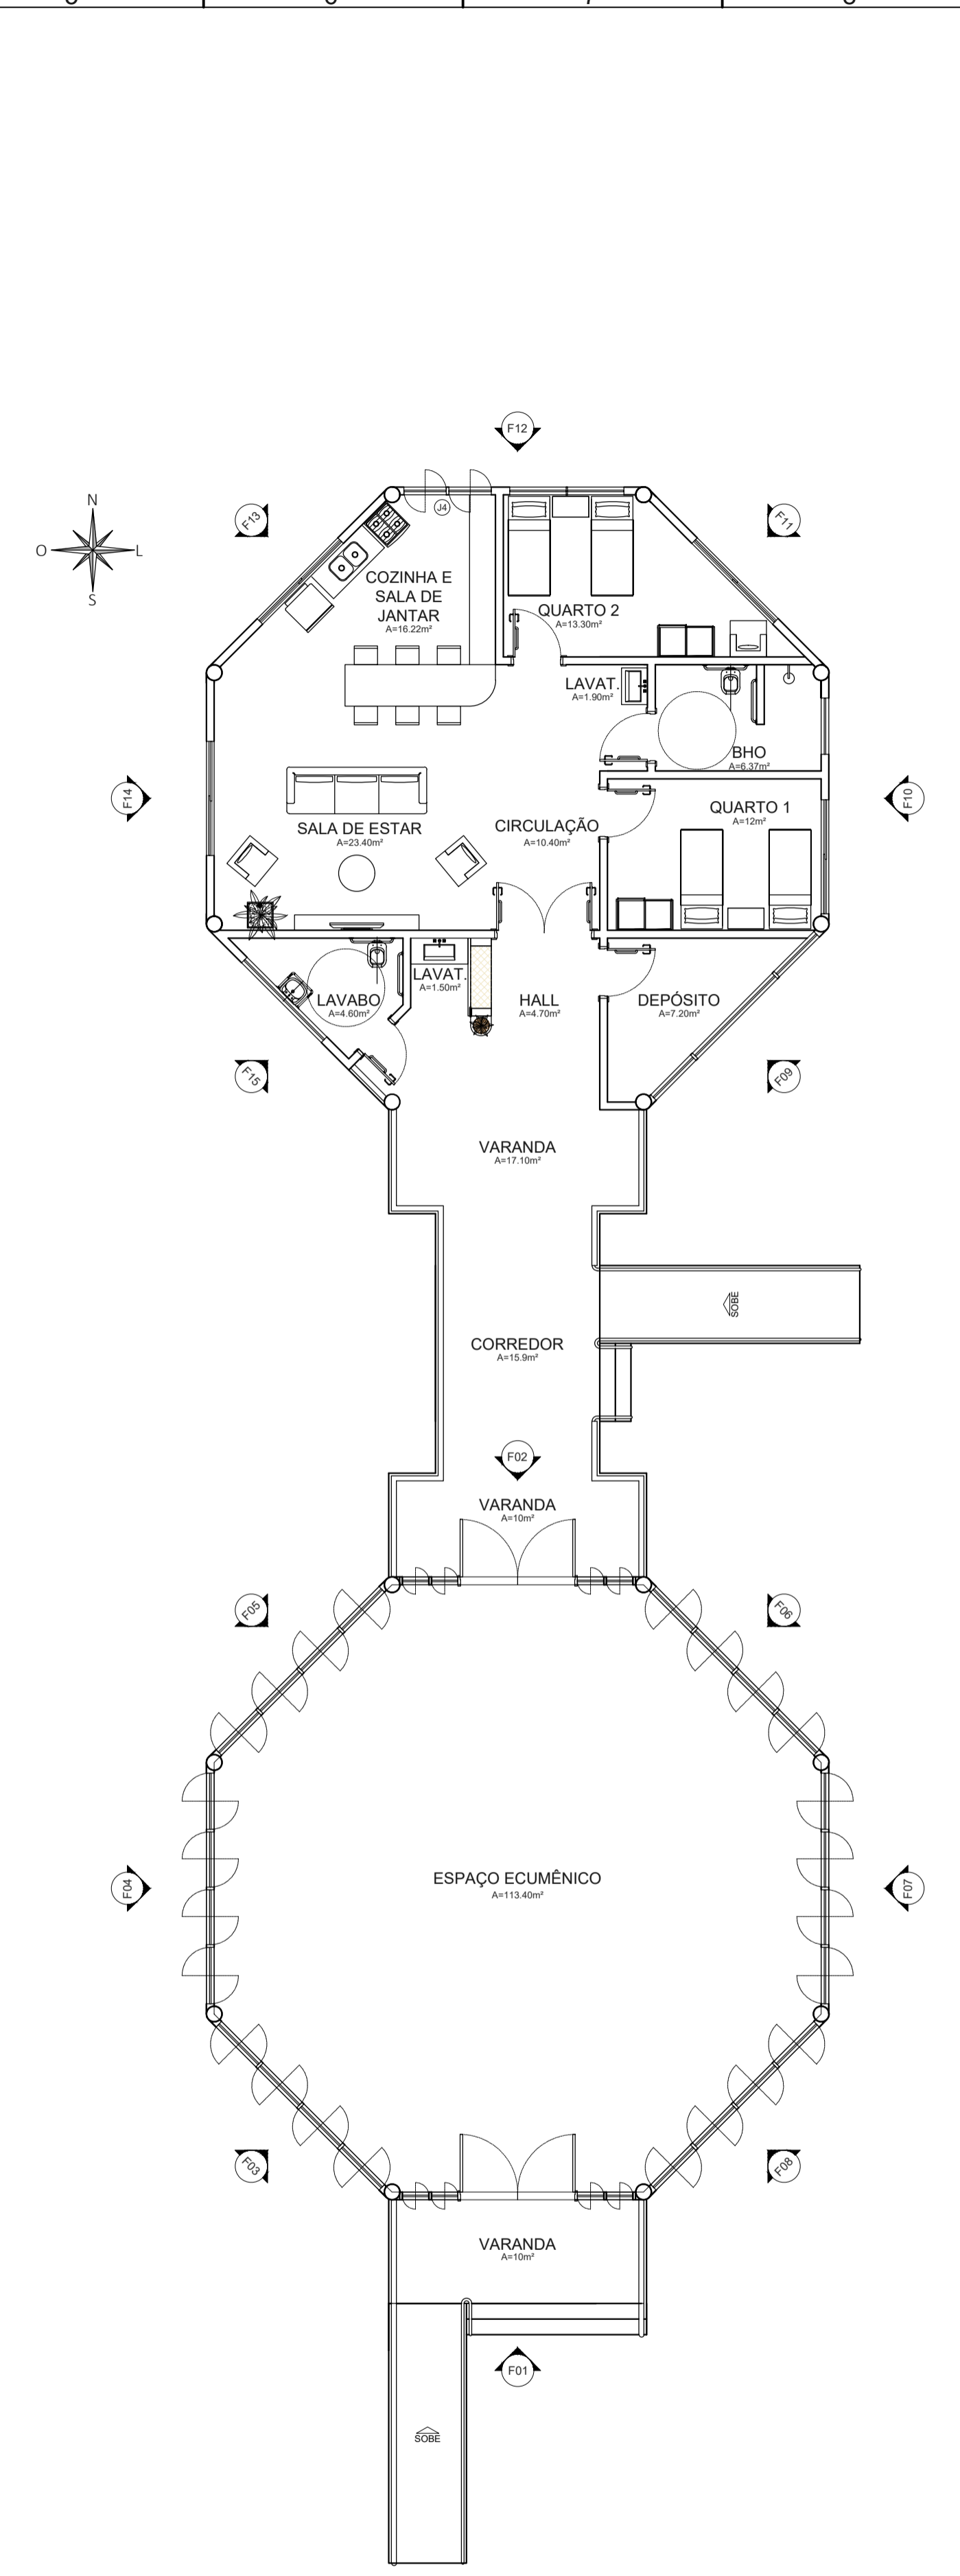 F12
N
F13
F11
J4
O
L
S
COZINHA E
SALA DE
JANTAR
A=16.22m²
QUARTO 2
A=13.30m²
LAVAT.
A=1.90m²
BHO
A=6.37m²
F14
F10
QUARTO 1
A=12m²
SALA DE ESTAR
A=23.40m²
CIRCULAÇÃO
A=10.40m²
LAVAT.
A=1.50m²
LAVABO
A=4.60m²
HALL
A=4.70m²
DEPÓSITO
A=7.20m²
F15
F09
VARANDA
A=17.10m²
SOBE
CORREDOR
A=15.9m²
F02
VARANDA
A=10m²
F05
F06
ESPAÇO ECUMÊNICO
A=113.40m²
F04
F07
F03
F08
VARANDA
A=10m²
F01
SOBE